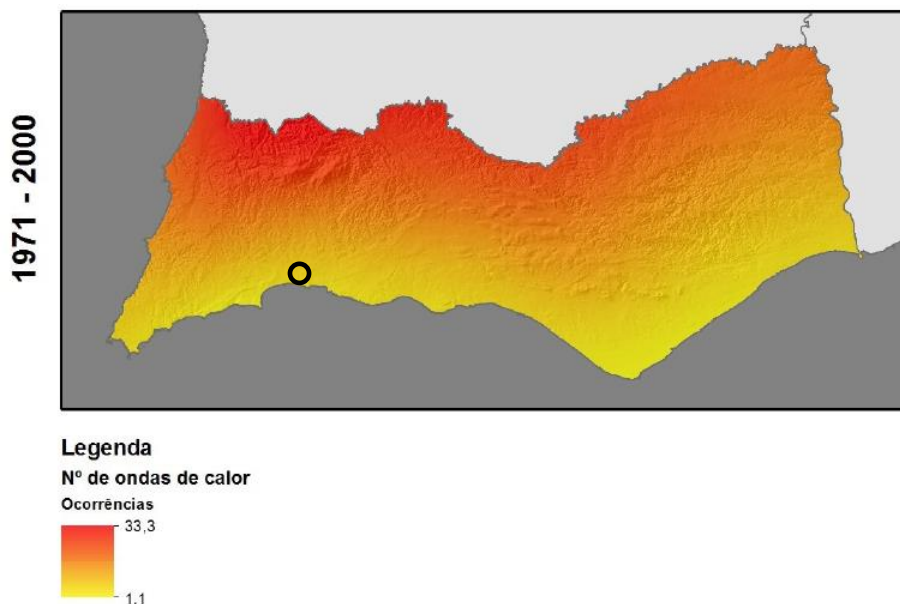 1971 - 2000
Legenda
Nº de ondas de calor
Ocorrências
33,3
1,1